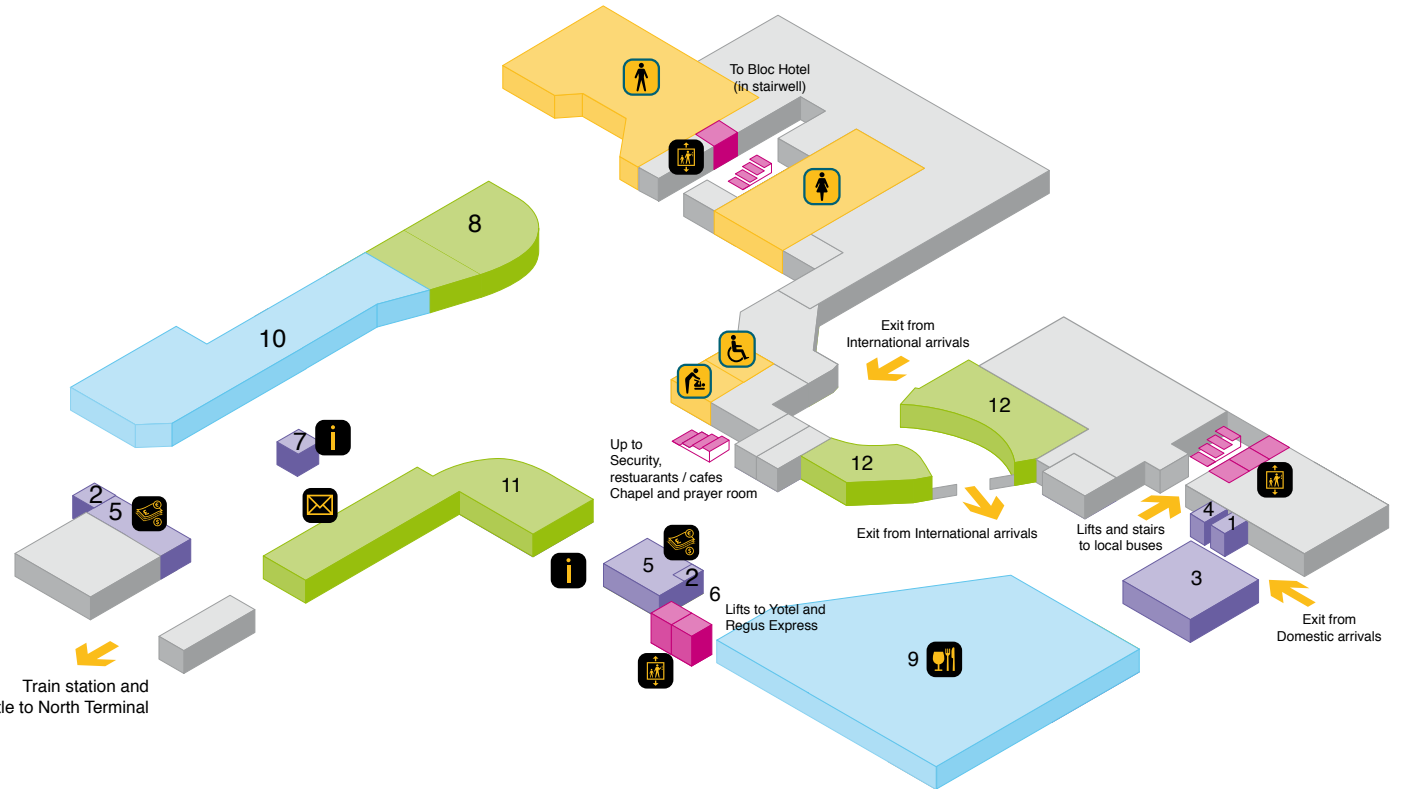 To Bloc Hotel
(in stairwell)
8
10
Exit from
International arrivals
12
7
i
Up to
Security,
restuarants / cafes
Chapel and prayer room
12
11
2
5
Exit from International arrivals
Lifts and stairs
to local buses
4
1
i
5
2
6
Lifts to Yotel and
Regus Express
3
Exit from
Domestic arrivals
9
Train station and
tle to North Terminal